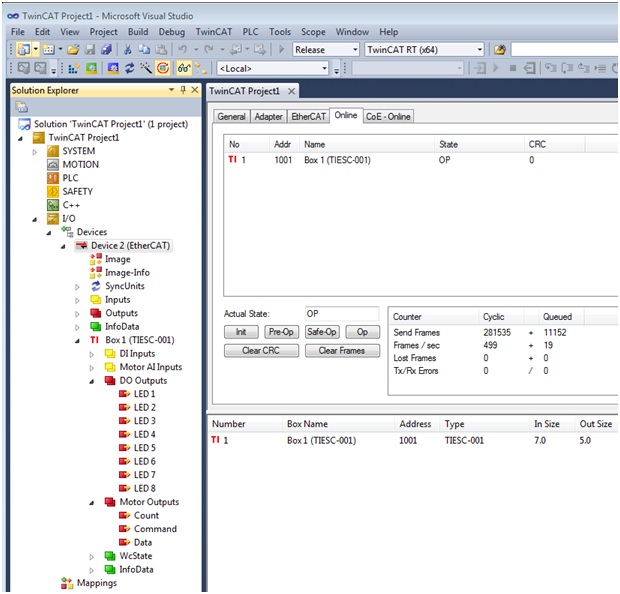 TwinCAT Project1 - Microsoft Visual Studio
File Edit View Project Build Debug TwinCAT PLC Tools Scope Window Help
Release TwinCAT RT (x64)
<Local>
Solution Explorer
TwinCAT Project1
Solution 'TwinCAT Project1' (1 project)
TwinCAT Project1
SYSTEM
MOTION
PLC
SAFETY
C++
I/O
Devices
Device 2 (EtherCAT)
Image
Image-Info
SyncUnits
Inputs
Outputs
InfoData
TI Box 1 (TIESC-001)
DI Inputs
Motor AI Inputs
DO Outputs
LED 1
LED 2
LED 3
LED 4
LED 5
LED 6
LED 7
LED 8
Motor Outputs
Count
Command
Data
WcState
InfoData
Mappings
General Adapter EtherCAT Online CoE - Online
No Addr Name State CRC
TI 1 1001 Box 1 (TIESC-001) OP 0
Actual State: OP
Init Pre-Op Safe-Op Op
Clear CRC Clear Frames
Counter Cyclic Queued
Send Frames 281535 + 11152
Frames / sec 499 + 19
Lost Frames 0 + 0
Tx/Rx Errors 0 / 0
Number Box Name Address Type In Size Out Size
TI 1 Box 1 (TIESC-001) 1001 TIESC-001 7.0 5.0